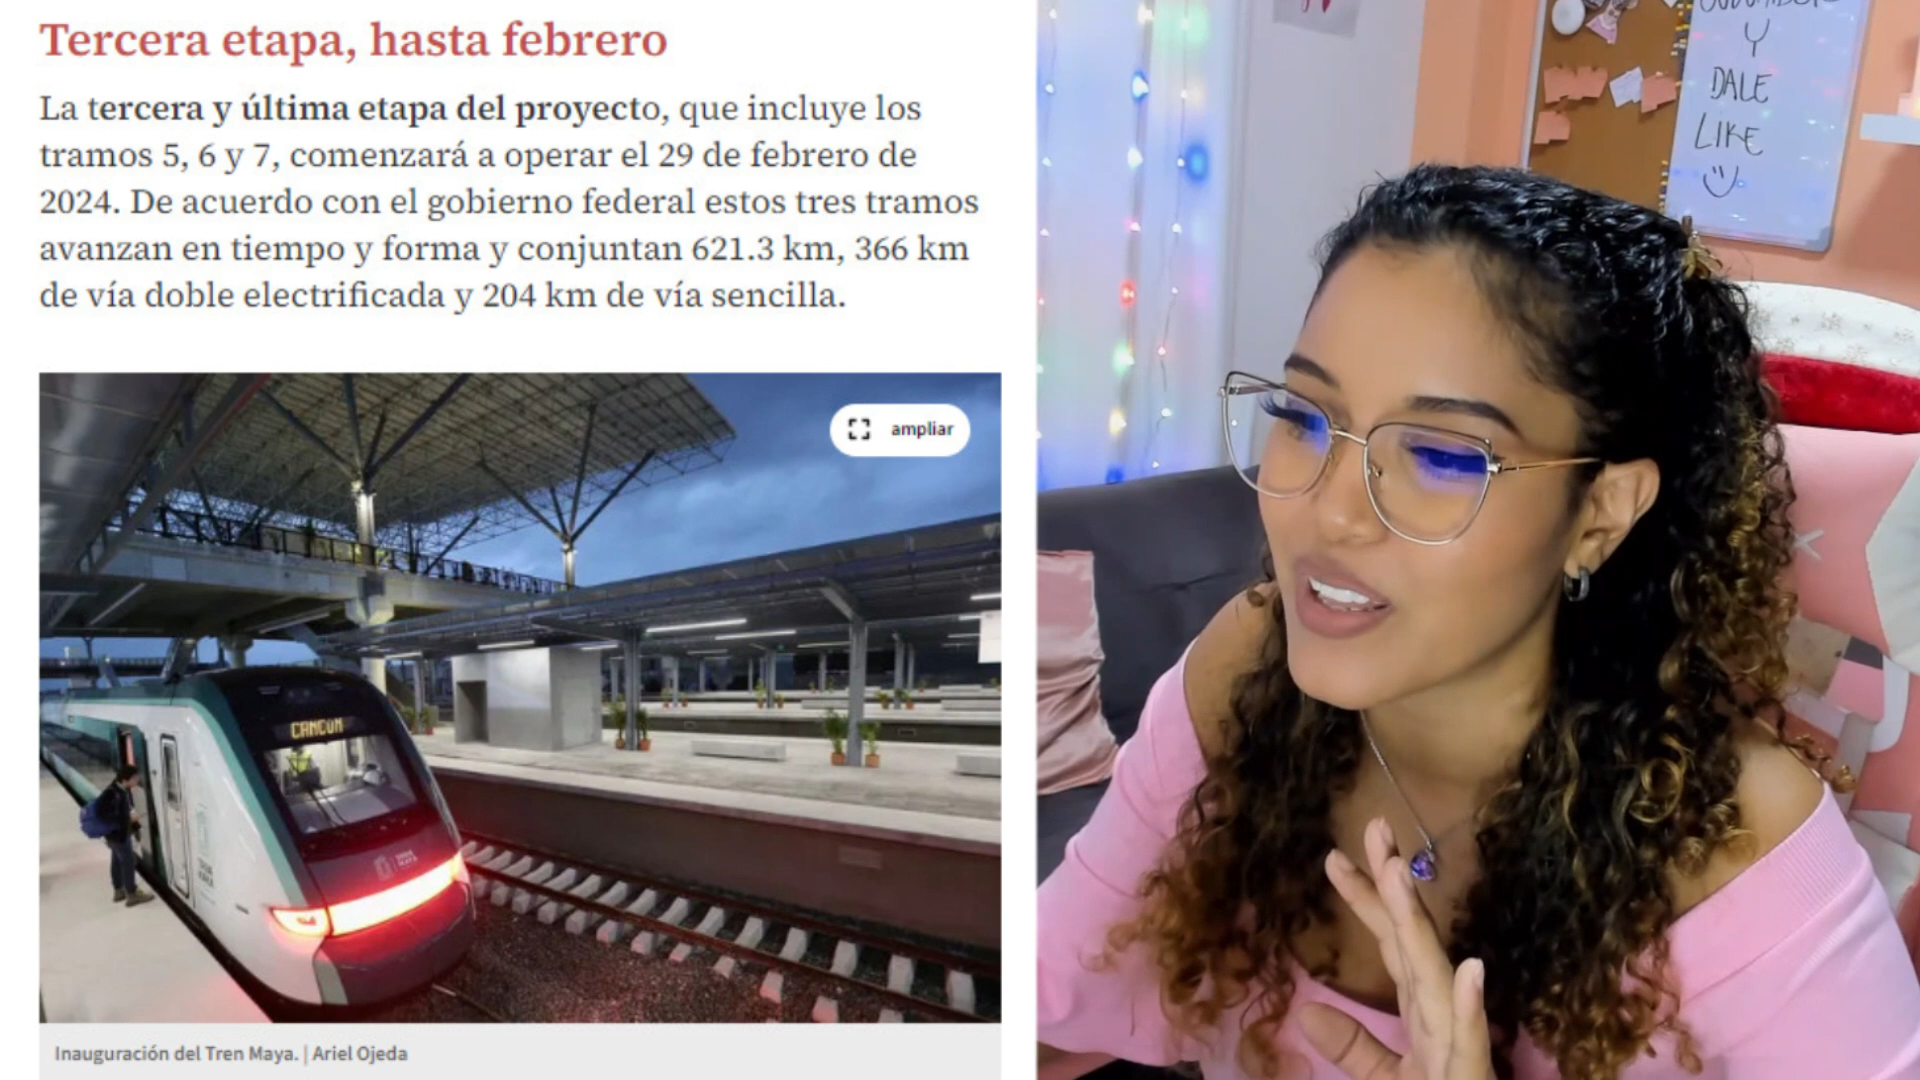 Tercera etapa, hasta febrero
La tercera y última etapa del proyecto, que incluye los
tramos 5, 6 y 7, comenzará a operar el 29 de febrero de
2024. De acuerdo con el gobierno federal estos tres tramos
avanzan en tiempo y forma y conjuntan 621.3 km, 366 km
de vía doble electrificada y 204 km de vía sencilla.
ampliar
CANCUN
Inauguración del Tren Maya. | Ariel Ojeda
Y
DALE
LIKE